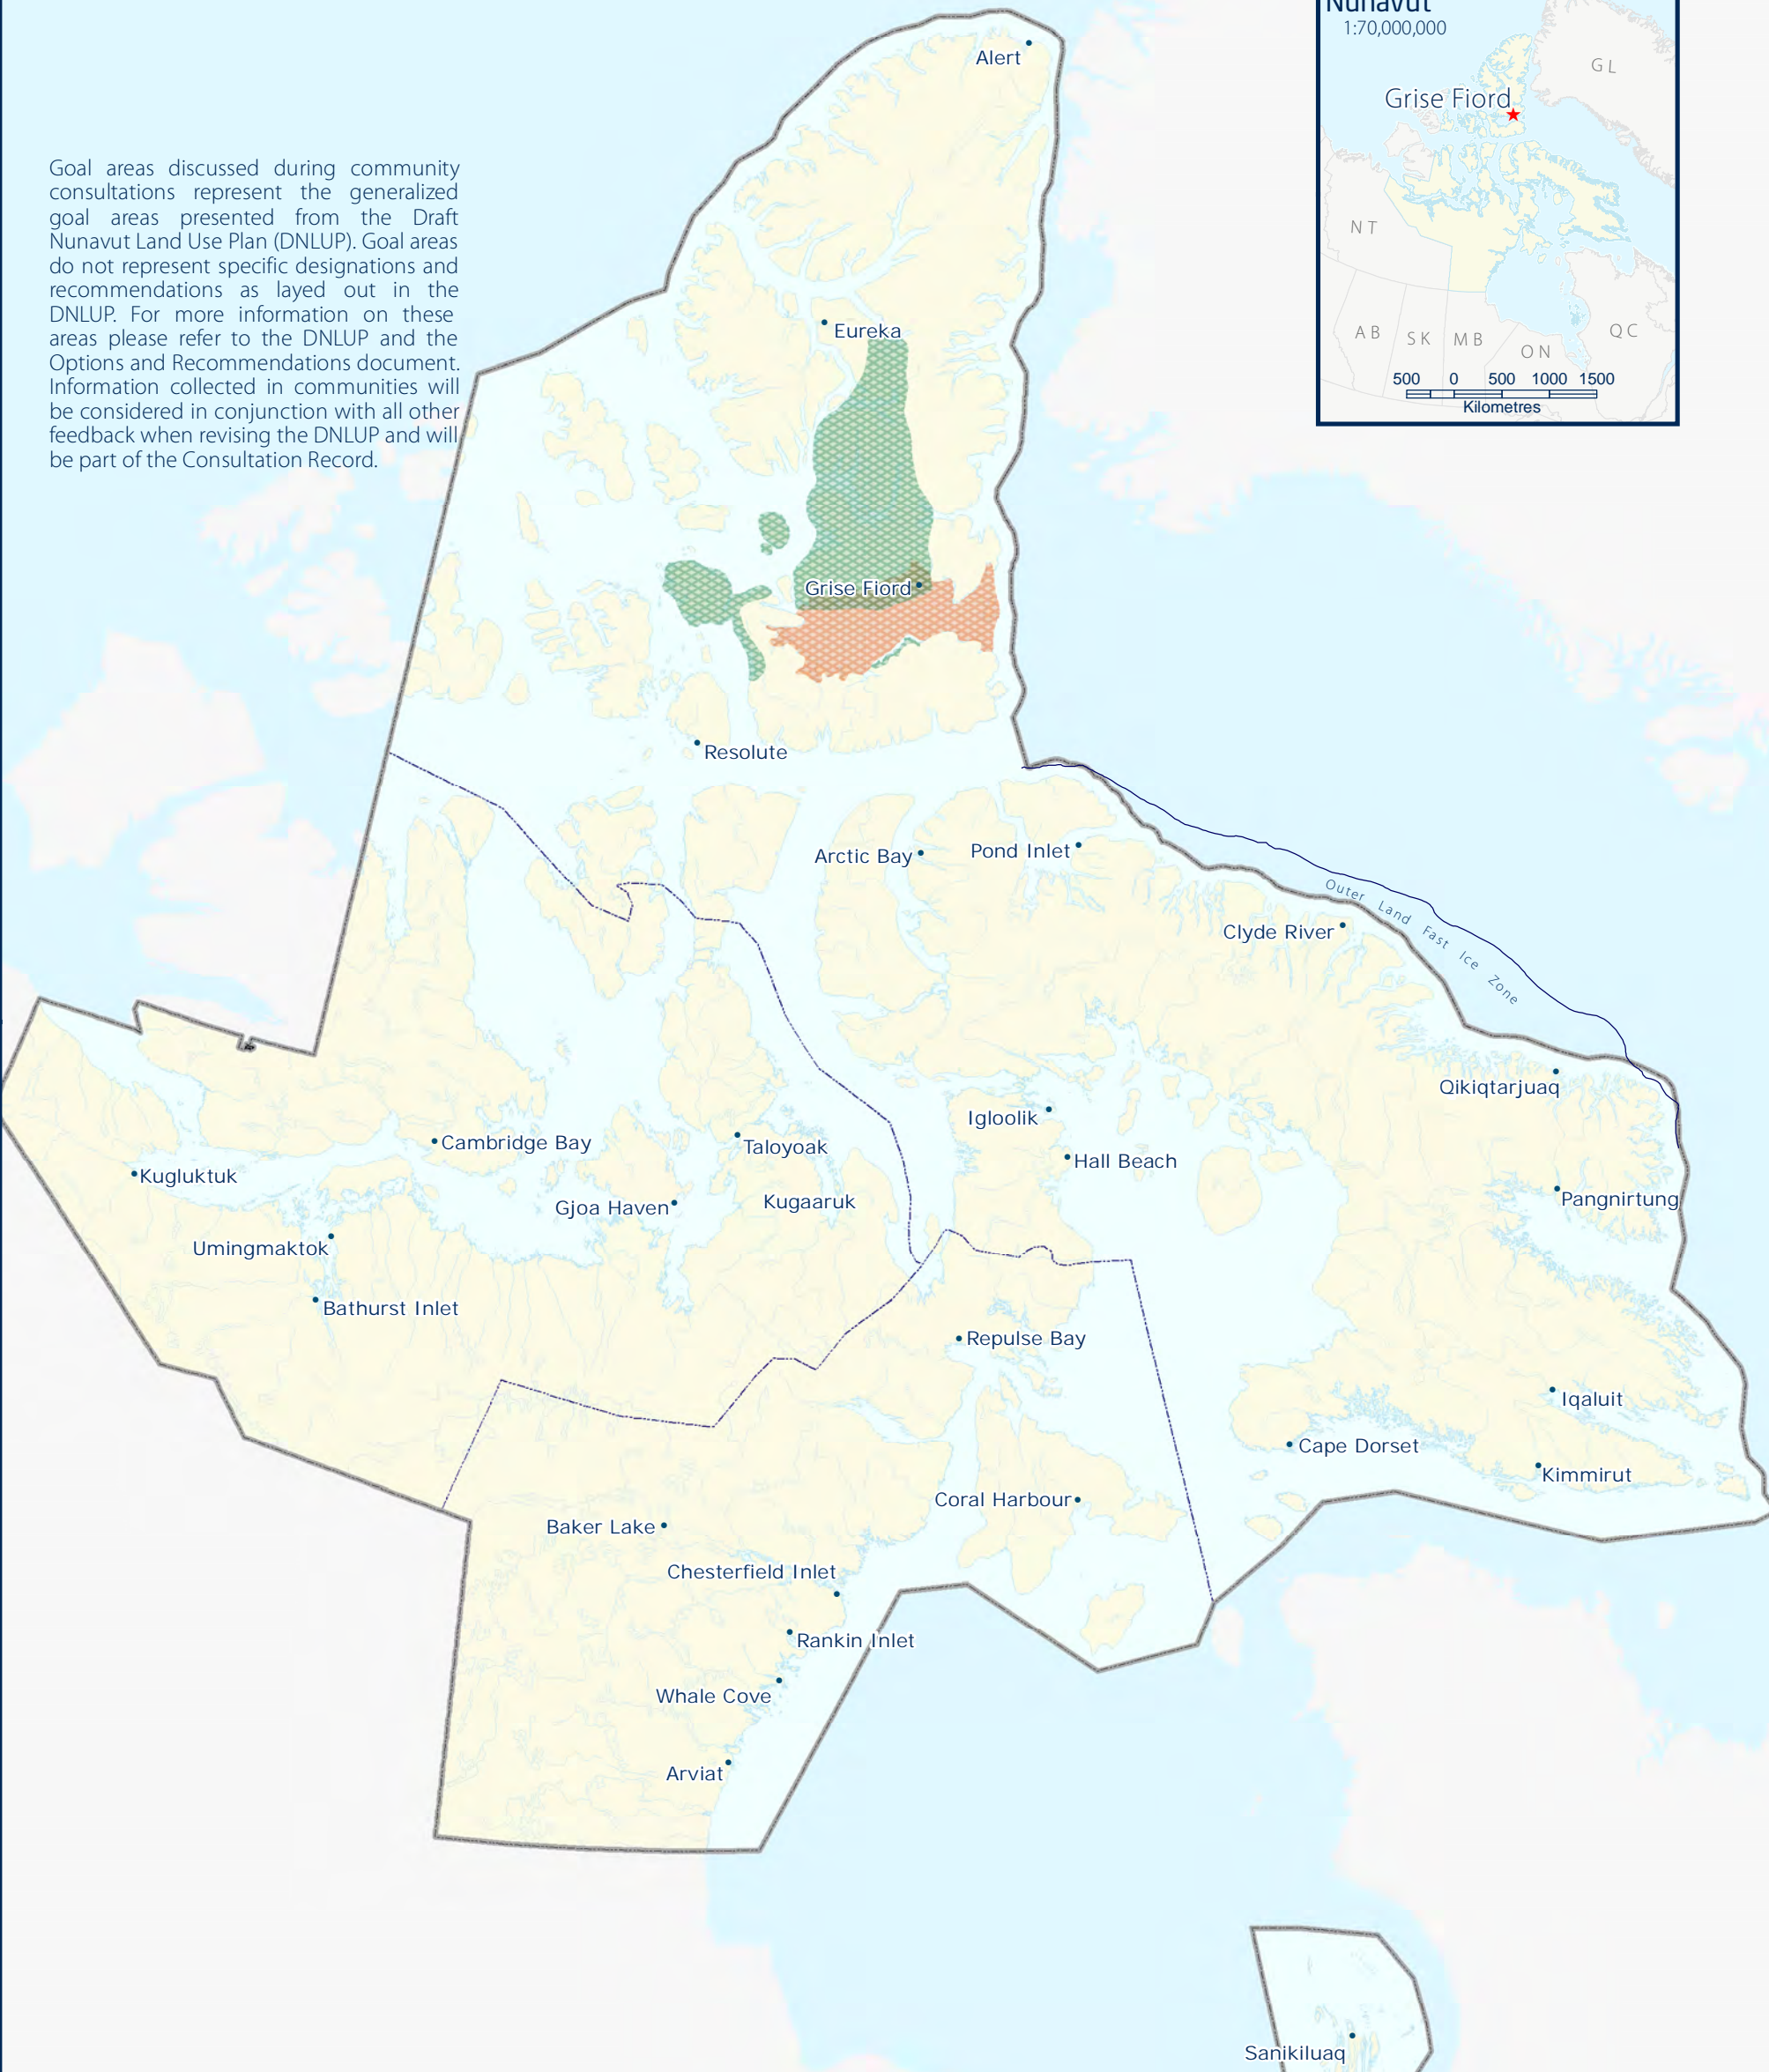 Nunavut
1:70,000,000
GL
Grise Fiord
NT
AB
SK
MB
ON
QC
500 0 500 1000 1500
Kilometres
Goal areas discussed during community
consultations represent the generalized
goal areas presented from the Draft
Nunavut Land Use Plan (DNLUP). Goal areas
do not represent specific designations and
recommendations as layed out in the
DNLUP. For more information on these
areas please refer to the DNLUP and the
Options and Recommendations document.
Information collected in communities will
be considered in conjunction with all other
feedback when revising the DNLUP and will
be part of the Consultation Record.
Alert
Eureka
Grise Fiord
Resolute
Arctic Bay
Pond Inlet
Outer Land Fast Ice Zone
Clyde River
Qikiqtarjuaq
Igloolik
Cambridge Bay
Taloyoak
Hall Beach
Kugluktuk
Gjoa Haven
Kugaaruk
Pangnirtung
Umingmaktok
Bathurst Inlet
Repulse Bay
Iqaluit
Cape Dorset
Kimmirut
Coral Harbour
Baker Lake
Chesterfield Inlet
Rankin Inlet
Whale Cove
Arviat
Sanikiluaq